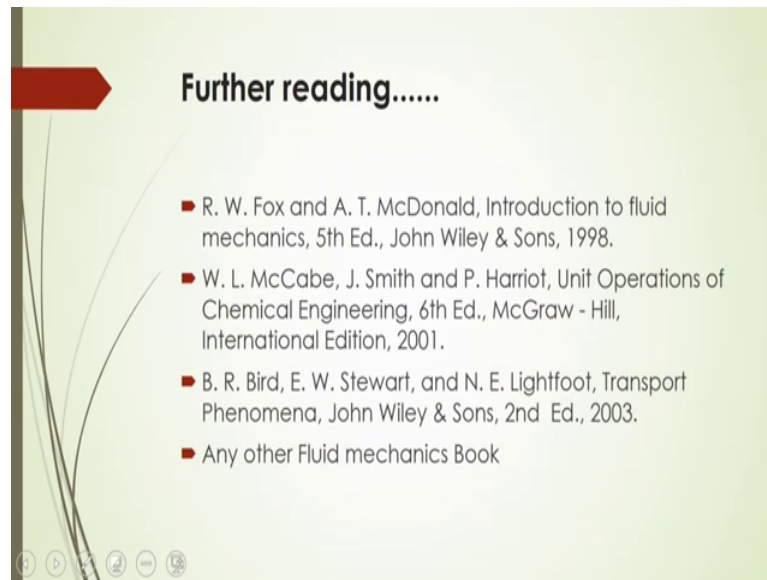 Further reading......
R. W. Fox and A. T. McDonald, Introduction to fluid
mechanics, 5th Ed., John Wiley & Sons, 1998.
W. L. McCabe, J. Smith and P. Harriot, Unit Operations of
Chemical Engineering, 6th Ed., McGraw - Hill,
International Edition, 2001.
B. R. Bird, E. W. Stewart, and N. E. Lightfoot, Transport
Phenomena, John Wiley & Sons, 2nd Ed., 2003.
Any other Fluid mechanics Book